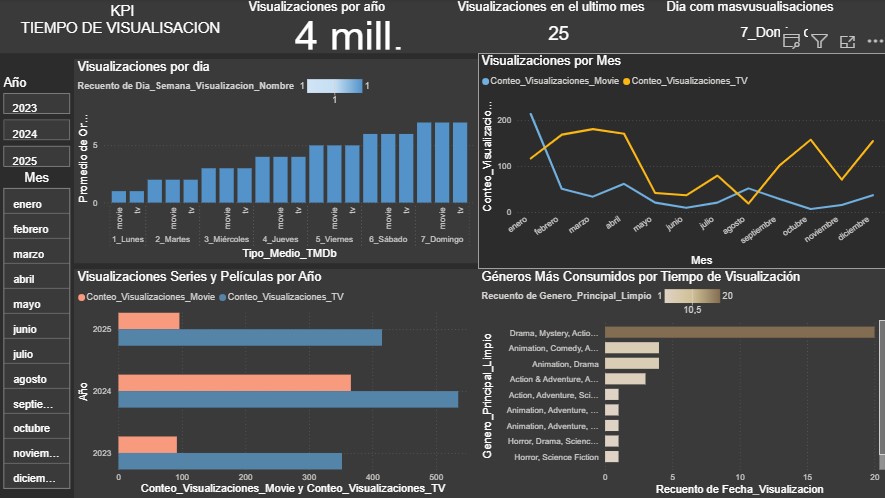 KPI
TIEMPO DE VISUALISACION
Visualizaciones por año
4 mill.
Visualizaciones en el ultimo mes
25
Dia com masvusualisaciones
Año
2023
2024
2025
Mes
enero
febrero
marzo
abril
mayo
junio
julio
agosto
septie...
octubre
noviem...
diciem...
Visualizaciones por dia
Recuento de Dia_Semana_Visualizacion_Nombre 1 1
1
Promedio de Or...
5
0
movie tv movie tv movie tv movie tv movie tv movie tv movie tv
1_Lunes 2_Martes 3_Miércoles 4_Jueves 5_Viernes 6_Sábado 7_Domingo
Tipo_Medio_TMDb
Visualizaciones por Mes
Conteo_Visualizaciones_Movie Conteo_Visualizaciones_TV
Conteo_Visualizacio...
200
100
0
enero febrero marzo abril mayo junio julio agosto septiembre octubre noviembre diciembre
Mes
Visualizaciones Series y Películas por Año
Conteo_Visualizaciones_Movie Conteo_Visualizaciones_TV
Año
2025
2024
2023
0 100 200 300 400 500
Conteo_Visualizaciones_Movie y Conteo_Visualizaciones_TV
Géneros Más Consumidos por Tiempo de Visualización
Recuento de Genero_Principal_Limpio 1 20
10,5
Genero_Principal_Limpio
Drama, Mystery, Actio...
Animation, Comedy, A...
Animation, Drama
Action & Adventure, A...
Action, Adventure, Sci...
Animation, Adventure, ...
Animation, Adventure, ...
Horror, Drama, Scienc...
Horror, Science Fiction
0 5 10 15 20
Recuento de Fecha_Visualizacion